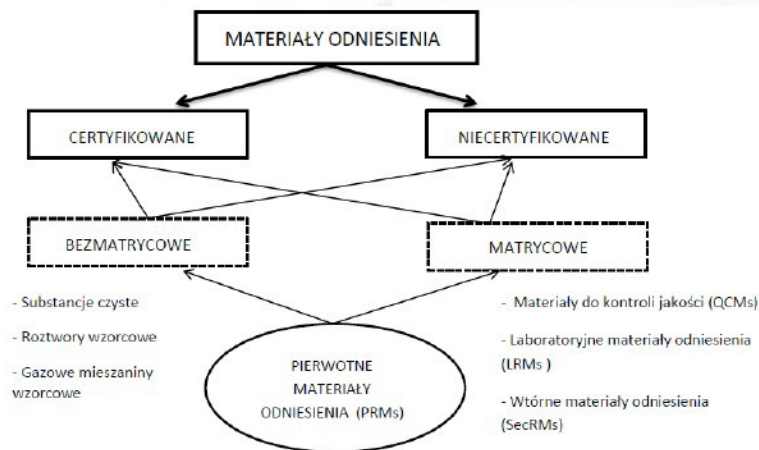 MATERIAŁY ODNIESIENIA
CERTYFIKOWANE
NIECERTYFIKOWANE
BEZMATRYCOWE
MATRYCOWE
- Substancje czyste
- Roztwory wzorcowe
- Gazowe mieszaniny
wzorcowe
PIERWOTNE
MATERIAŁY
ODNIESIENIA (PRMs)
- Materiały do kontroli jakości (QCMs)
- Laboratoryjne materiały odniesienia
(LRMs )
- Wtórne materiały odniesienia
(SecRMs)